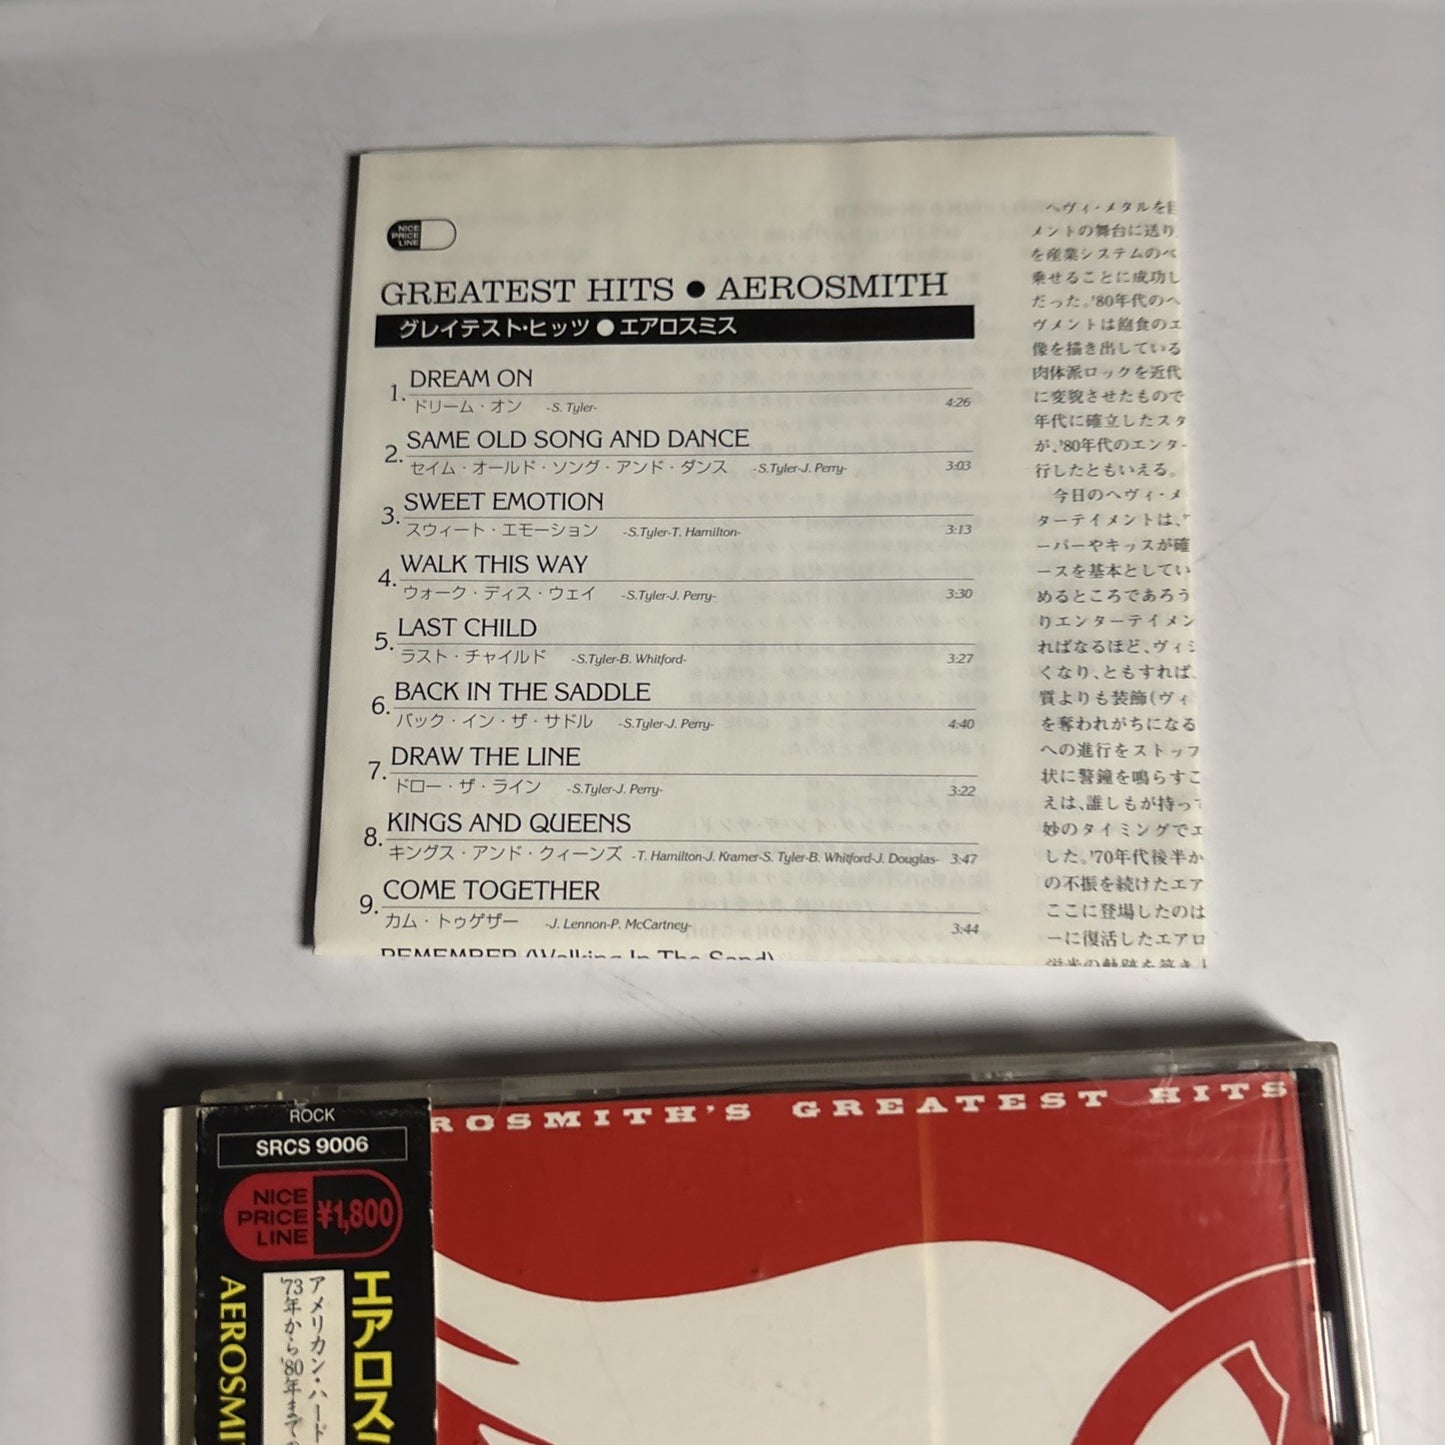 NICE
PRICE
LINE
GREATEST HITS ● AEROSMITH
グレイテスト・ヒッツ ● エアロスミス
1. DREAM ON
ドリーム・オン -S. Tyler- 4:26
2. SAME OLD SONG AND DANCE
セイム・オールド・ソング・アンド・ダンス -S.Tyler-J. Perry- 3:03
3. SWEET EMOTION
スウィート・エモーション -S.Tyler-T. Hamilton- 3:13
4. WALK THIS WAY
ウォーク・ディス・ウェイ -S.Tyler-J. Perry- 3:30
5. LAST CHILD
ラスト・チャイルド -S.Tyler-B. Whitford- 3:27
6. BACK IN THE SADDLE
バック・イン・ザ・サドル -S.Tyler-J. Perry- 4:40
7. DRAW THE LINE
ドロー・ザ・ライン -S.Tyler-J. Perry- 3:22
8. KINGS AND QUEENS
キングス・アンド・クィーンズ -T. Hamilton-J. Kramer-S. Tyler-B. Whitford-J. Douglas- 3:47
9. COME TOGETHER
カム・トゥゲザー -J. Lennon-P. McCartney- 3:44
REMEMBER (Walking In The Sand)
ヘヴィ・メタルを
メントの舞台に送り
を産業システムのベ
乗せることに成功し
だった。'80年代のヘ
ヴメントは飽食のエ
像を描き出している
肉体派ロックを近代
に変貌させたもので
年代に確立したスタ
が、'80年代のエンタ-
行したともいえる。
今日のヘヴィ・メ
ターテイメントは、'
ーパーやキッスが確
ースを基本としてい
めるところであろう
りエンターテイメン
ればなるほど、ヴィジ
くなり、ともすれば、
質よりも装飾(ヴィ
を奪われがちになる
への進行をストップ
状に警鐘を鳴らすこ
えは、誰しもが持って
妙のタイミングでエ
した。'70年代後半か
の不振を続けたエア
ここに登場したのは
ーに復活したエアロ
栄光の軌跡を築き上
ROSMITH'S GREATEST HITS
ROCK
SRCS 9006
NICE
PRICE
LINE
¥1,800
エアロスミ
アメリカン・ハード
'73年から'80年まで
AEROSMI